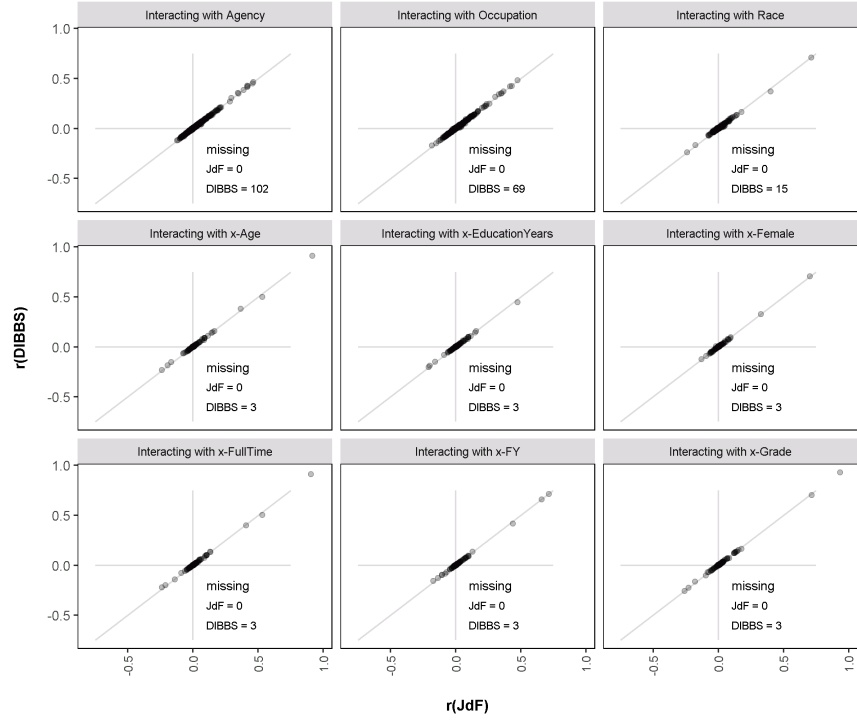 Interacting with Agency
Interacting with Occupation
Interacting with Race
1.0
0.5
0.0
-0.5
missing
JdF = 0
DIBBS = 102
missing
JdF = 0
DIBBS = 69
missing
JdF = 0
DIBBS = 15
Interacting with x-Age
Interacting with x-EducationYears
Interacting with x-Female
1.0
0.5
0.0
-0.5
missing
JdF = 0
DIBBS = 3
missing
JdF = 0
DIBBS = 3
missing
JdF = 0
DIBBS = 3
r(DIBBS)
Interacting with x-FullTime
Interacting with x-FY
Interacting with x-Grade
1.0
0.5
0.0
-0.5
missing
JdF = 0
DIBBS = 3
missing
JdF = 0
DIBBS = 3
missing
JdF = 0
DIBBS = 3
-0.5
0.0
0.5
1.0
-0.5
0.0
0.5
1.0
-0.5
0.0
0.5
1.0
r(JdF)